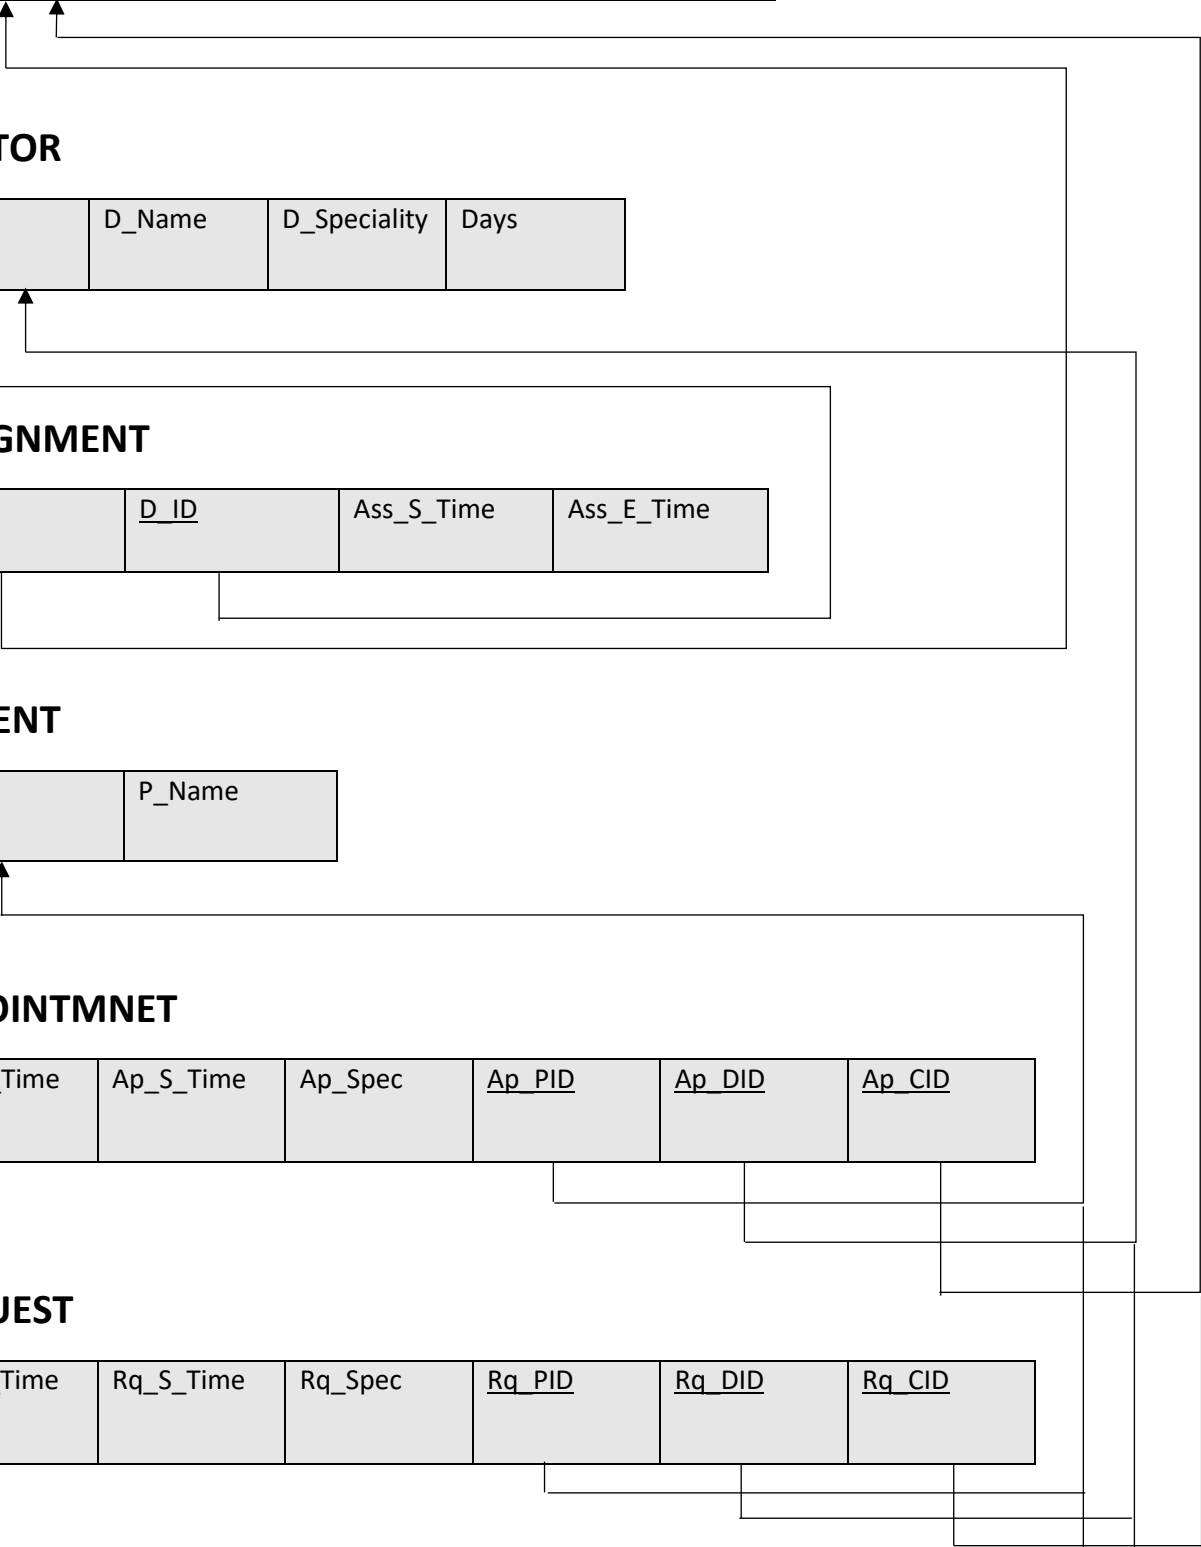 TOR
D_Name D_Speciality Days
GNMENT
D_ID Ass_S_Time Ass_E_Time
ENT
P_Name
OINTMNET
_Time Ap_S_Time Ap_Spec Ap_PID Ap_DID Ap_CID
UEST
Time Rq_S_Time Rq_Spec Rq_PID Rq_DID Rq_CID